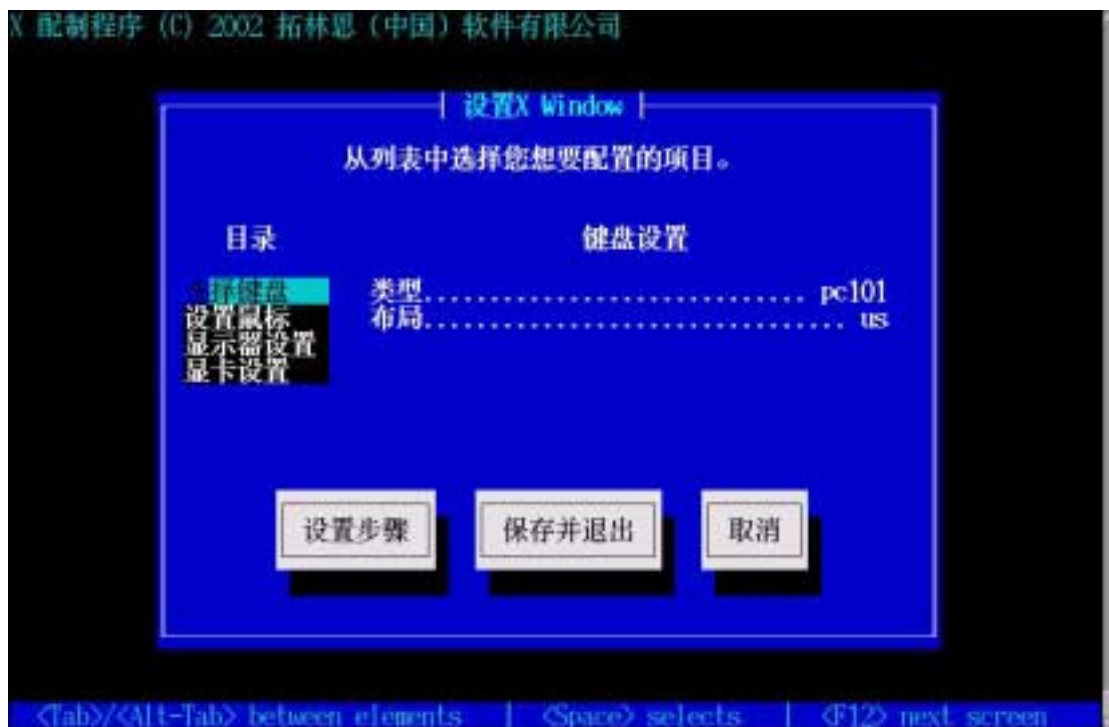 X 配制程序 (C) 2002 拓林思（中国）软件有限公司
设置X Window
从列表中选择您想要配置的项目。
目录
键盘设置
择键盘
类型............................. pc101
设置鼠标
布局................................ us
显示器设置
显卡设置
设置步骤
保存并退出
取消
<Tab>/<Alt-Tab> between elements | <Space> selects | <F12> next screen